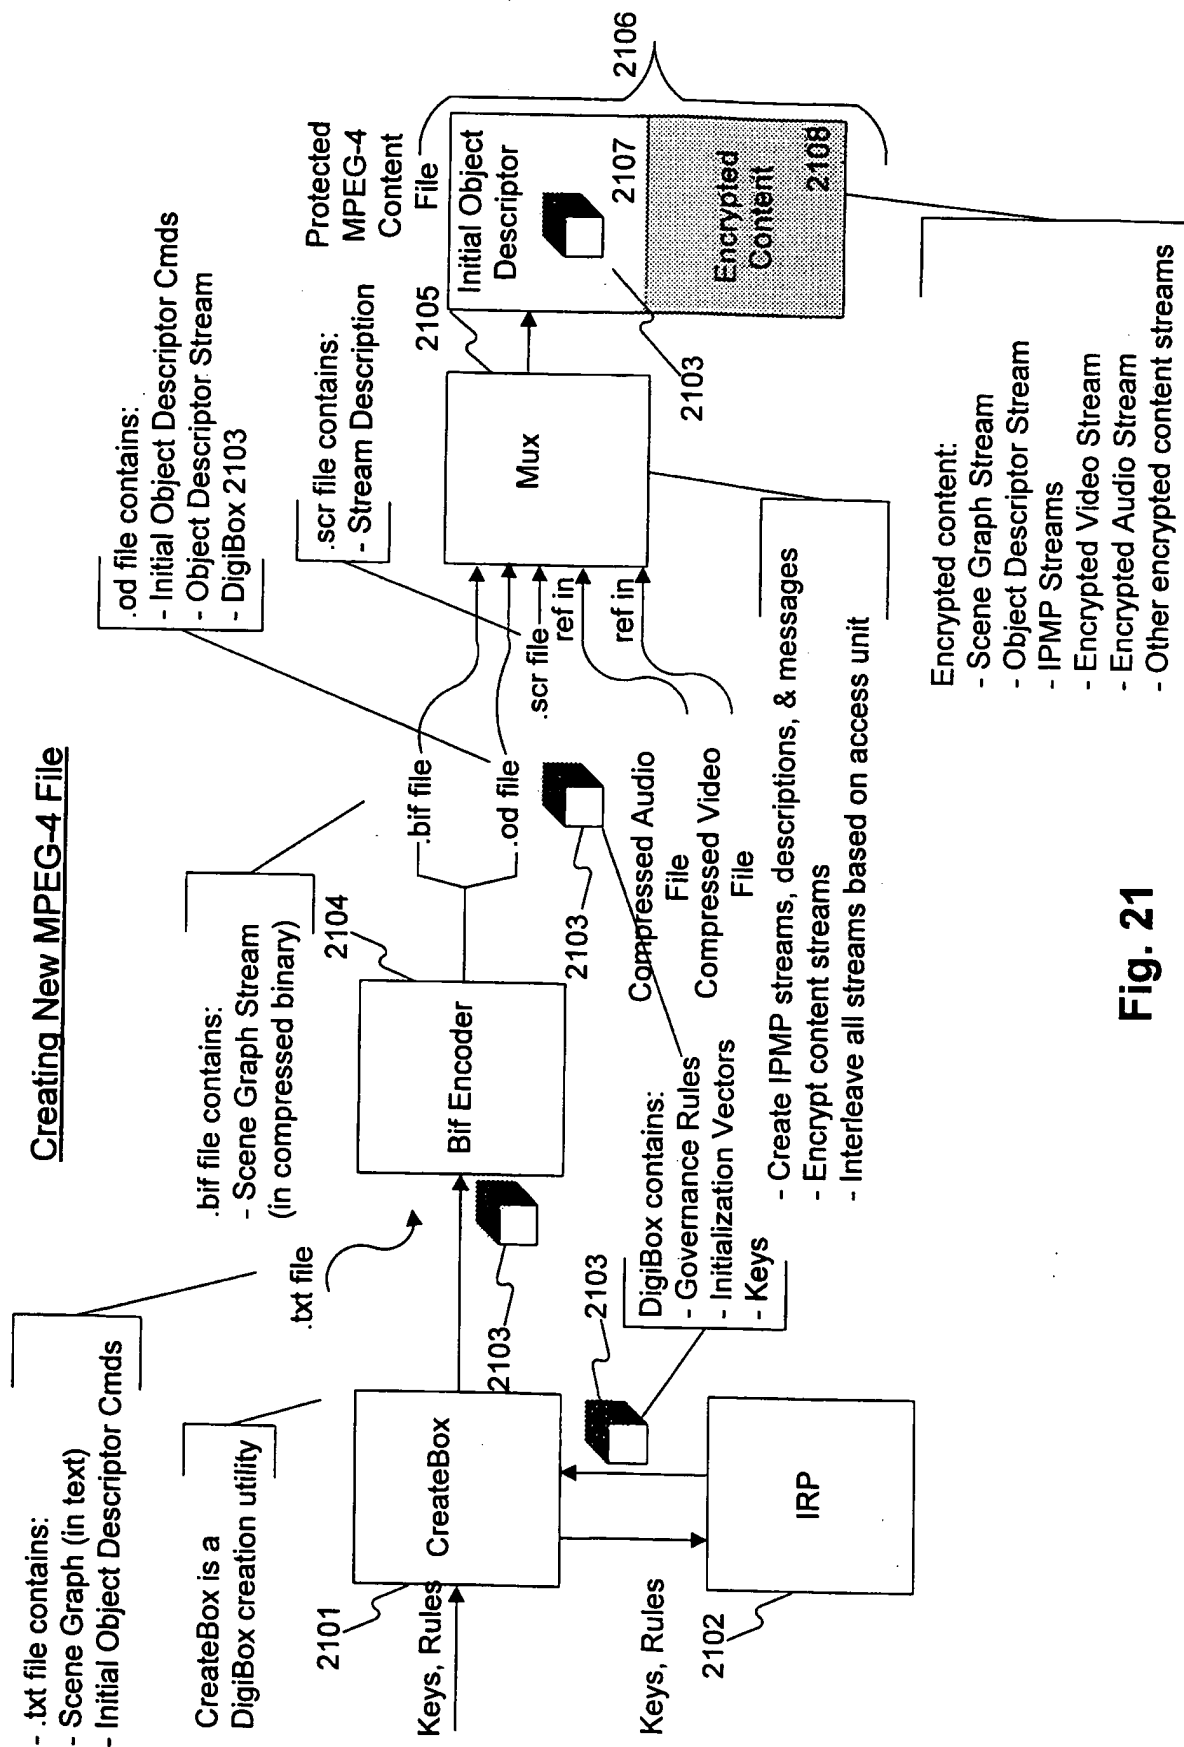 Creating New MPEG-4 File
- .txt file contains:
- Scene Graph (in text)
- Initial Object Descriptor Cmds
CreateBox is a
DigiBox creation utility
2101
Keys, Rules
CreateBox
Keys, Rules
2102
IRP
2103
DigiBox contains:
- Governance Rules
- Initialization Vectors
- Keys
.txt file
2103
.bif file contains:
- Scene Graph Stream
(in compressed binary)
2104
Bif Encoder
.bif file
.od file
2103
.od file contains:
- Initial Object Descriptor Cmds
- Object Descriptor Stream
- DigiBox 2103
.scr file contains:
- Stream Description
.scr file
ref in
ref in
Compressed Audio
File
Compressed Video
File
2105
Mux
- Create IPMP streams, descriptions, & messages
- Encrypt content streams
- Interleave all streams based on access unit
Protected
MPEG-4
Content
File
2106
Initial Object
Descriptor
2107
2103
Encrypted
Content
2108
Encrypted content:
- Scene Graph Stream
- Object Descriptor Stream
- IPMP Streams
- Encrypted Video Stream
- Encrypted Audio Stream
- Other encrypted content streams
Fig. 21